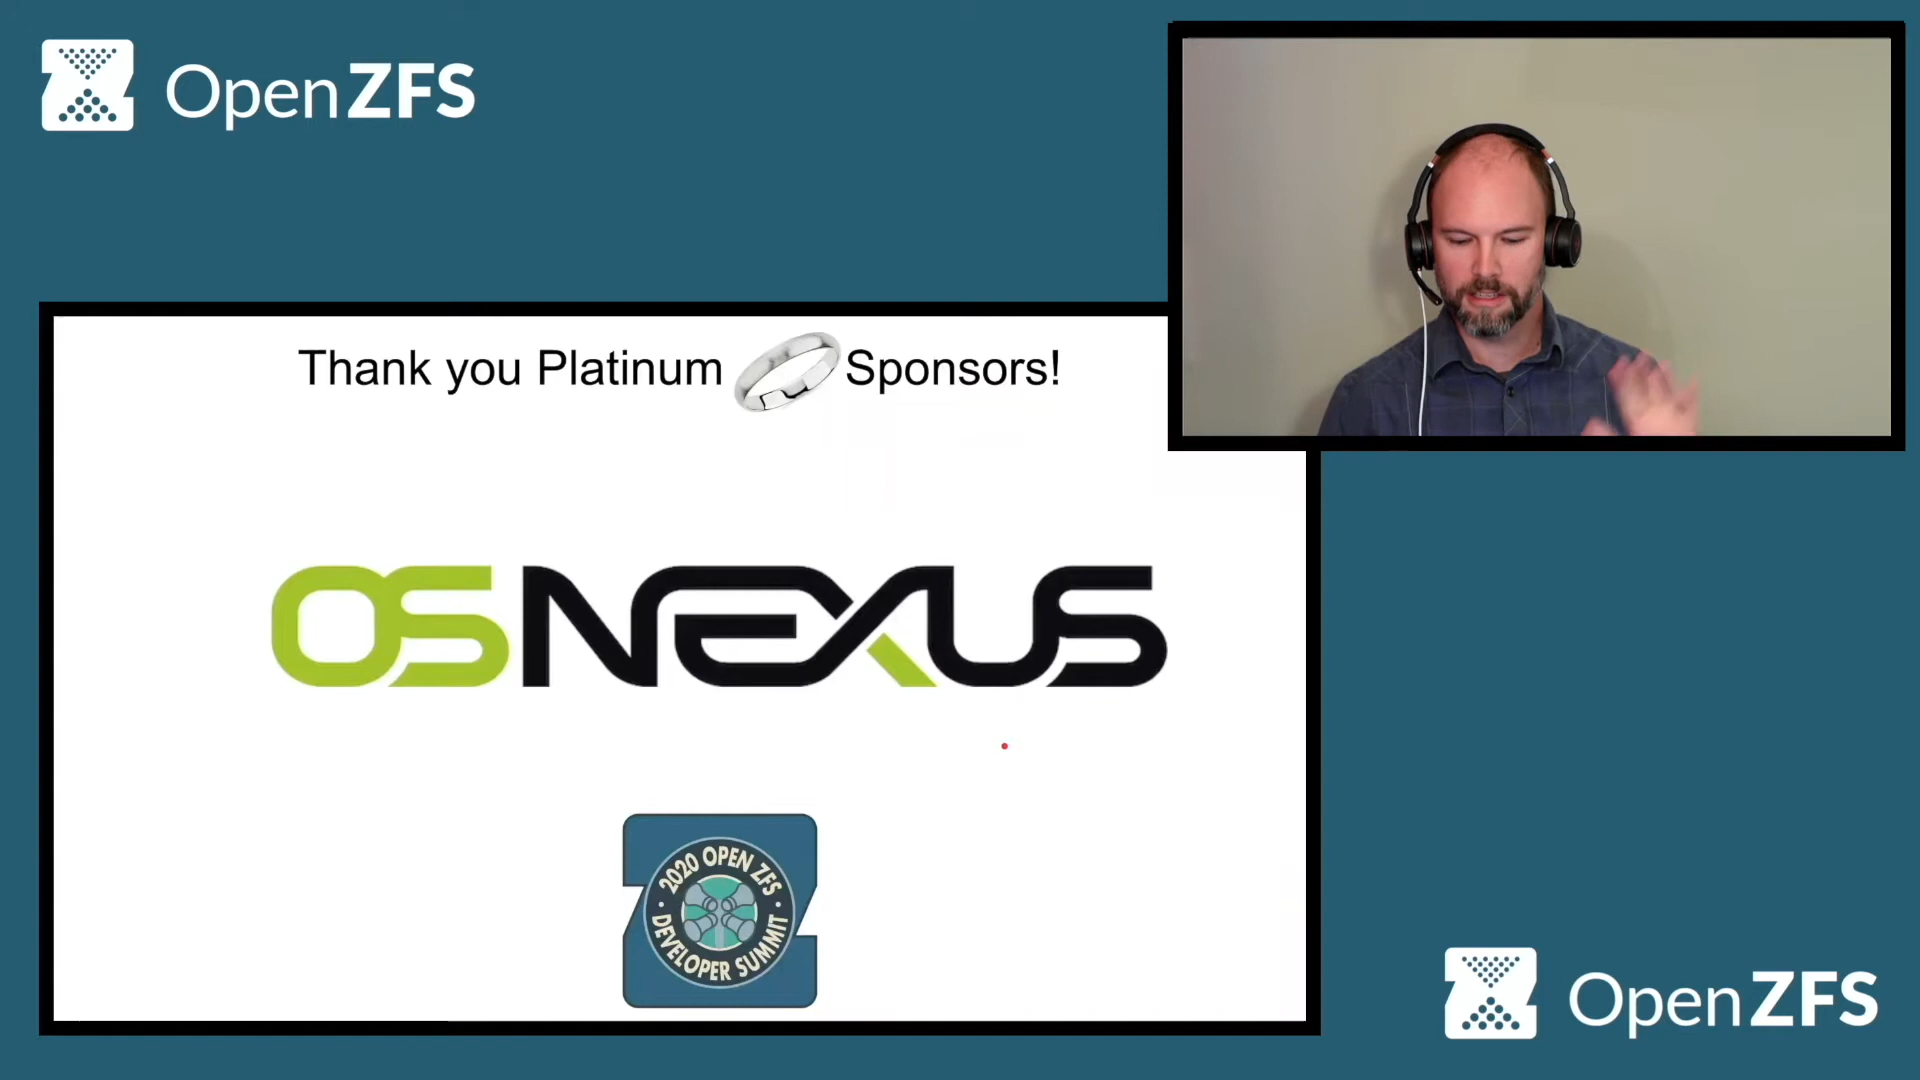 OpenZFS
Thank you Platinum Sponsors!
OSNEXUS
2020 OPEN ZFS
DEVELOPER SUMMIT
OpenZFS